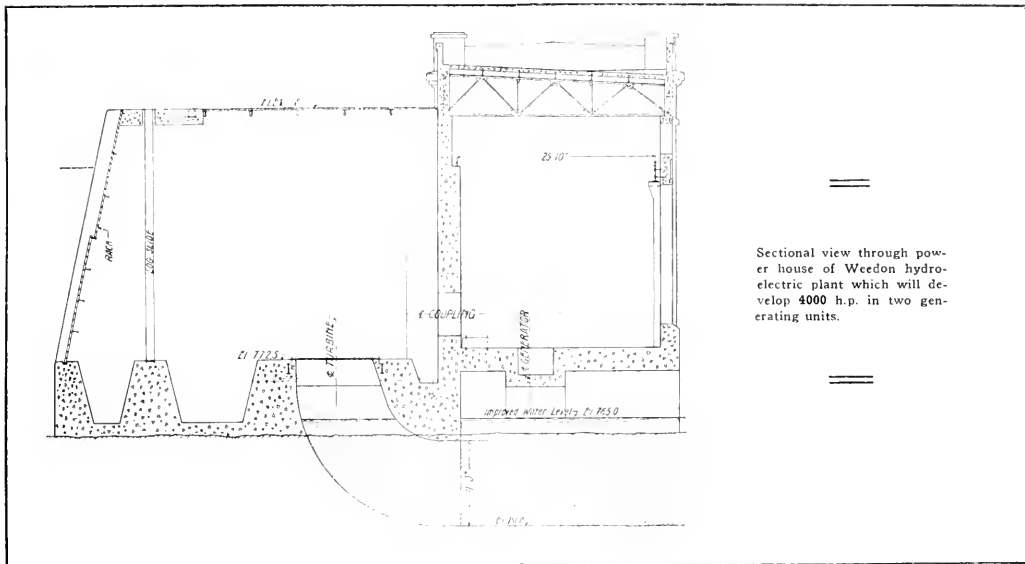 25'10"
RACK
LOG SLIDE
℄ COUPLING
℄ TURBINE
℄ GENERATOR
El. 772.5
Improved Water Level, El. 765.0
Sectional view through pow-
er house of Weedon hydro-
electric plant which will de-
velop 4000 h.p. in two gen-
erating units.